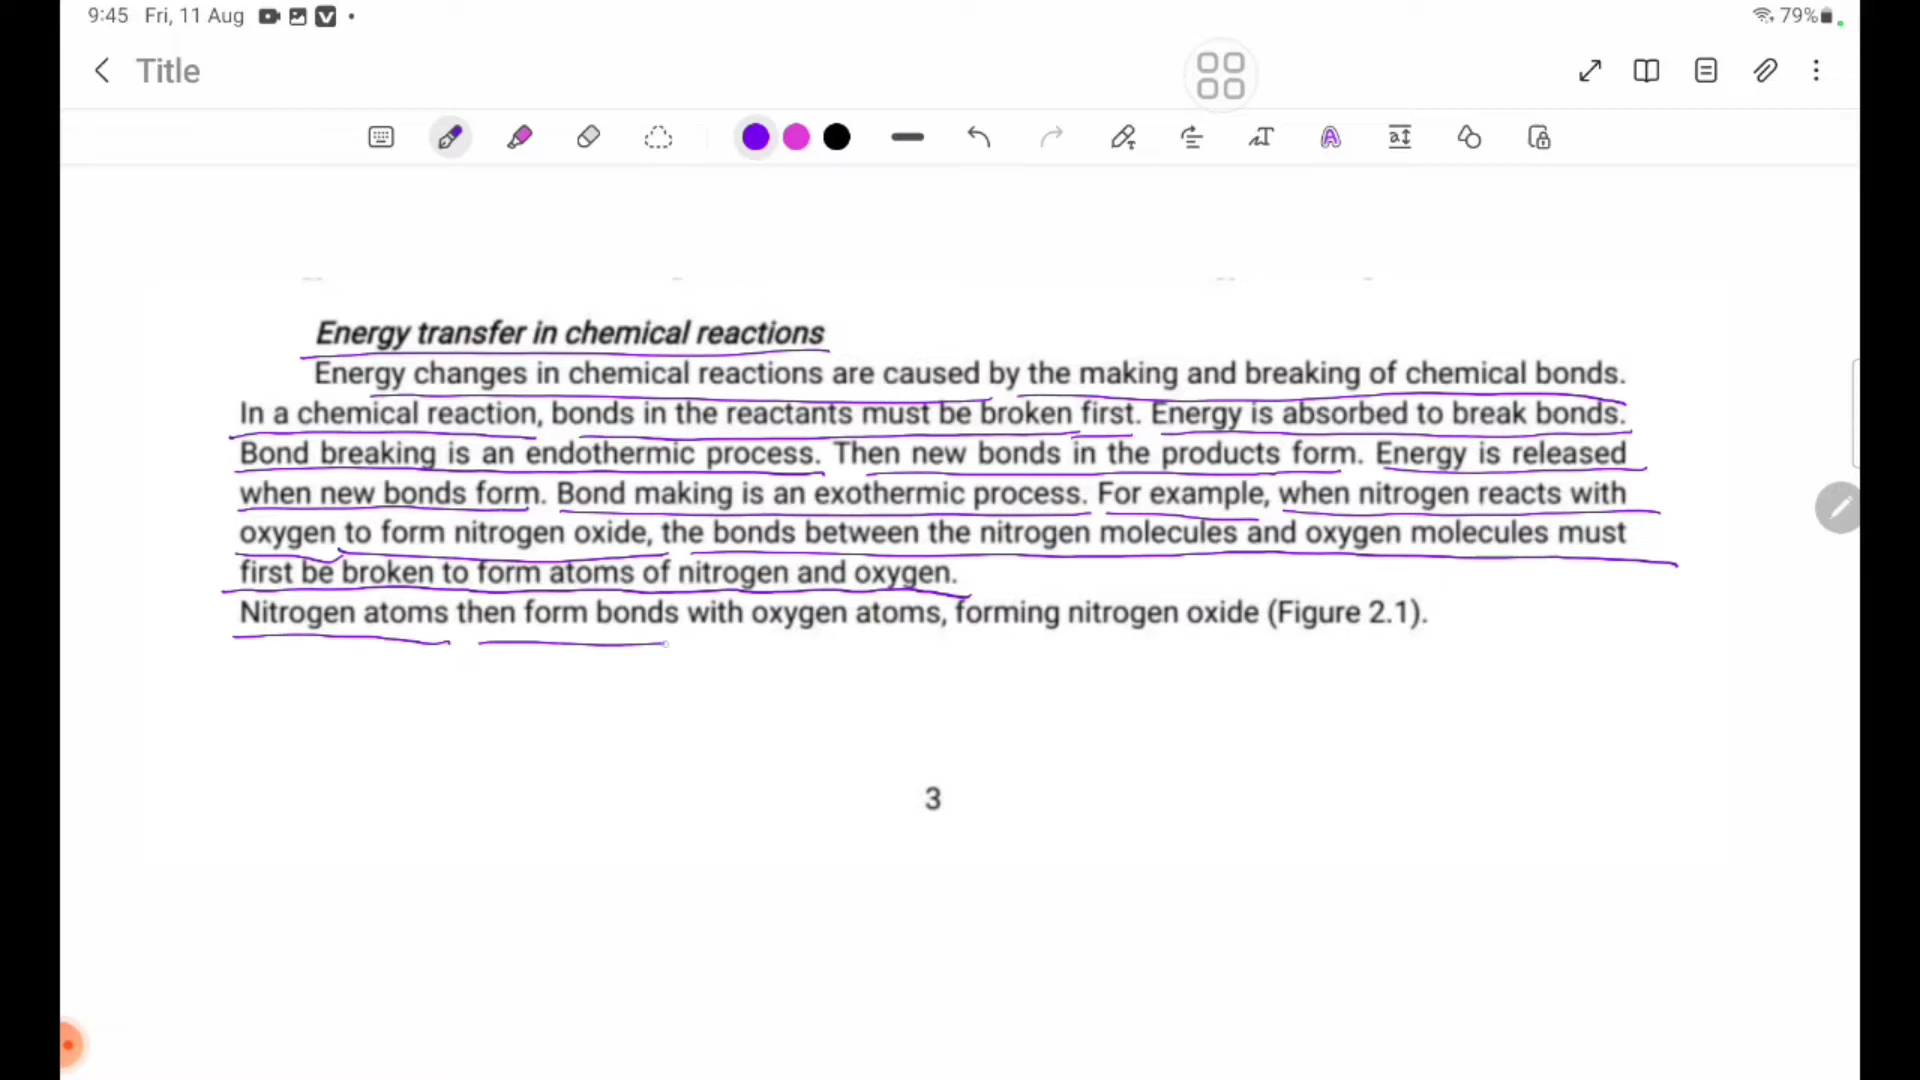 9:45 Fri, 11 Aug
79%
Title
Energy transfer in chemical reactions
Energy changes in chemical reactions are caused by the making and breaking of chemical bonds.
In a chemical reaction, bonds in the reactants must be broken first. Energy is absorbed to break bonds.
Bond breaking is an endothermic process. Then new bonds in the products form. Energy is released
when new bonds form. Bond making is an exothermic process. For example, when nitrogen reacts with
oxygen to form nitrogen oxide, the bonds between the nitrogen molecules and oxygen molecules must
first be broken to form atoms of nitrogen and oxygen.
Nitrogen atoms then form bonds with oxygen atoms, forming nitrogen oxide (Figure 2.1).
3